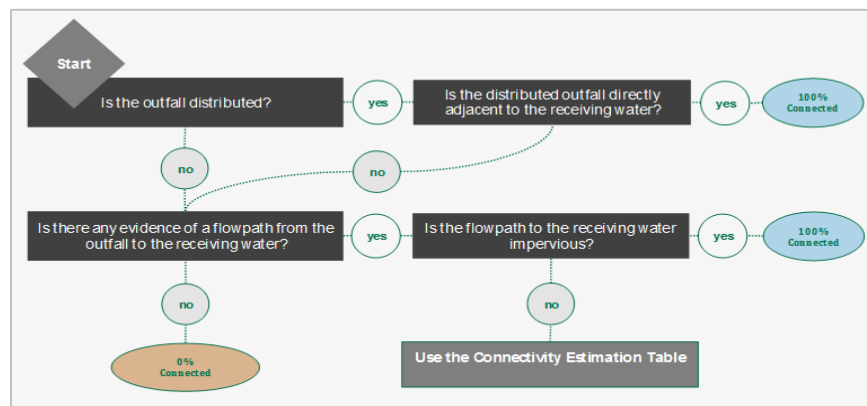 Start
Is the outfall distributed?
yes
Is the distributed outfall directly
adjacent to the receiving water?
yes
100%
Connected
no
no
Is there any evidence of a flowpath from the
outfall to the receiving water?
yes
Is the flowpath to the receiving water
impervious?
yes
100%
Connected
no
no
0%
Connected
Use the Connectivity Estimation Table